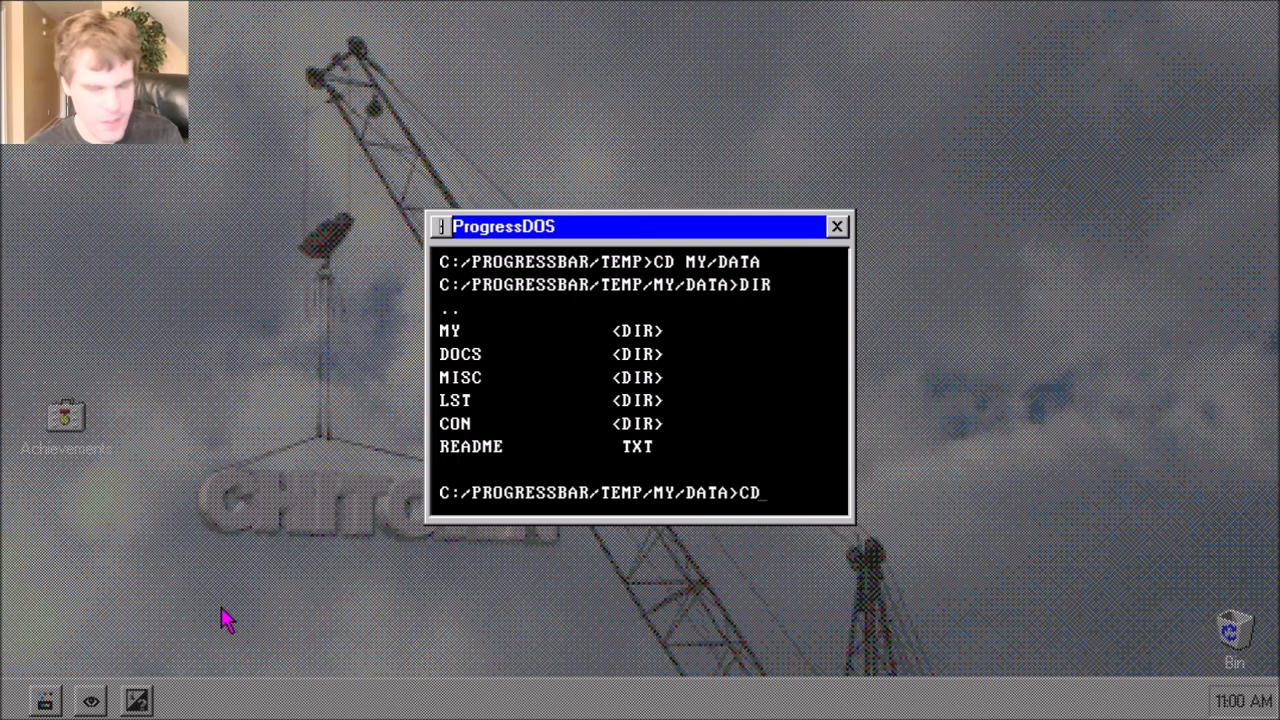 ProgressDOS
C:/PROGRESSBAR/TEMP>CD MY/DATA
C:/PROGRESSBAR/TEMP/MY/DATA>DIR
..
MY <DIR>
DOCS <DIR>
MISC <DIR>
LST <DIR>
CON <DIR>
README TXT
C:/PROGRESSBAR/TEMP/MY/DATA>CD_
Achievements
Bin
11:00 AM